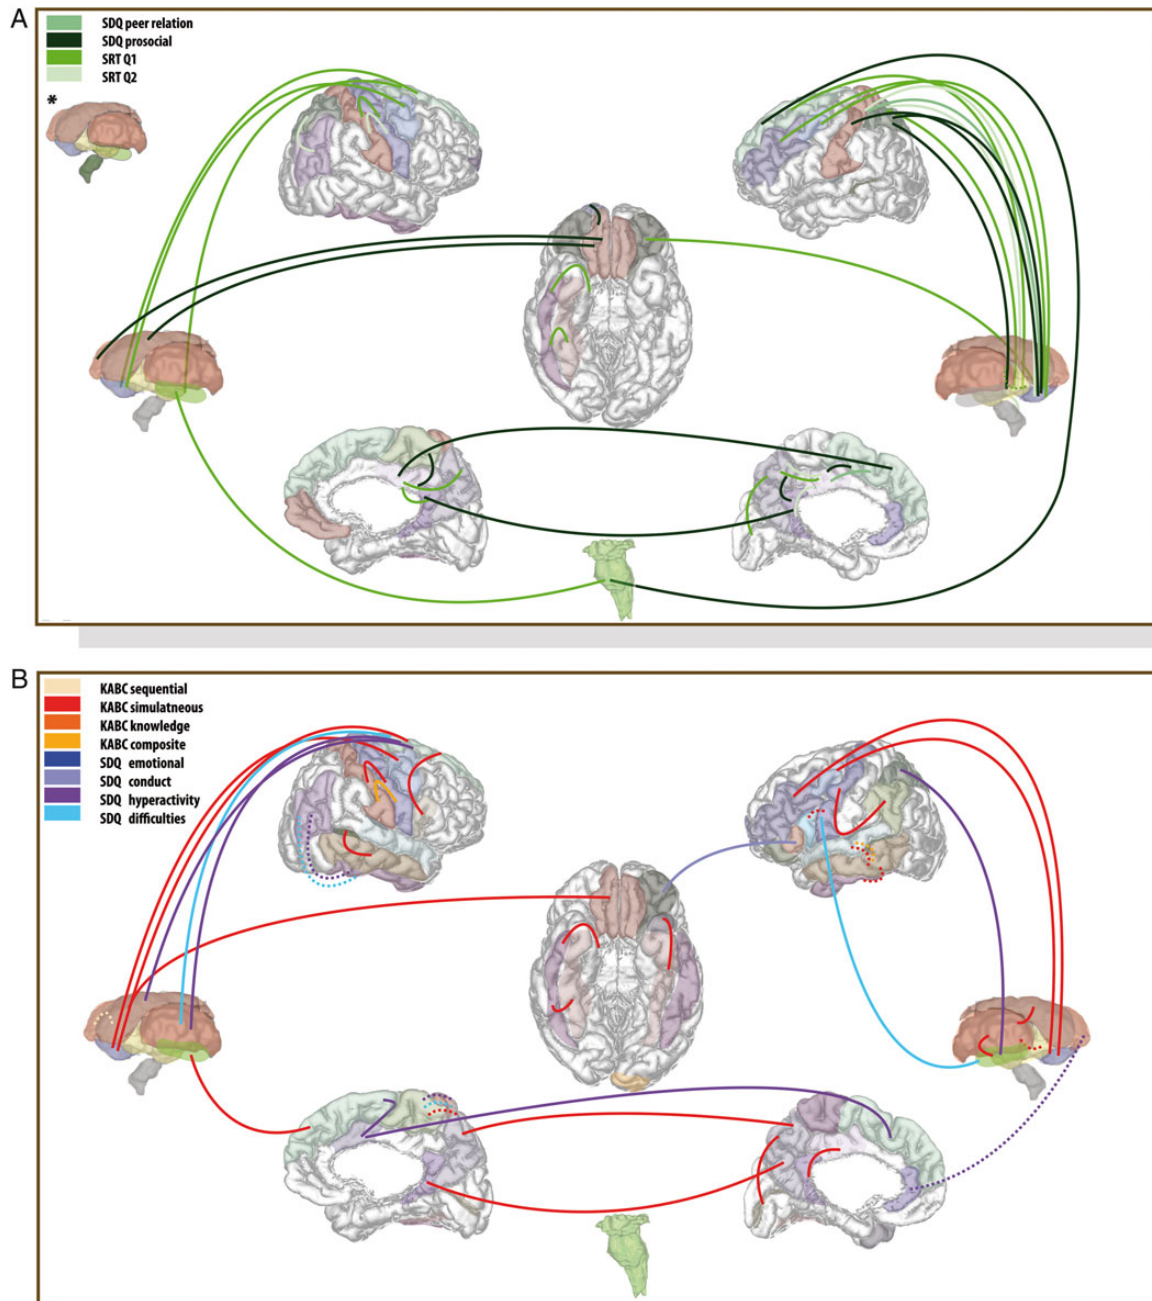 A
SDQ peer relation
SDQ prosocial
SRT Q1
SRT Q2
*
B
KABC sequential
KABC simulatneous
KABC knowledge
KABC composite
SDQ emotional
SDQ conduct
SDQ hyperactivity
SDQ difficulties